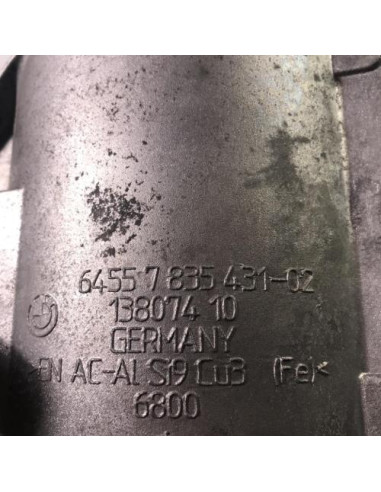 6455 7 835 431-02
138074 10
GERMANY
>EN AC-Al Si9 Cu3 (Fe)<
6800